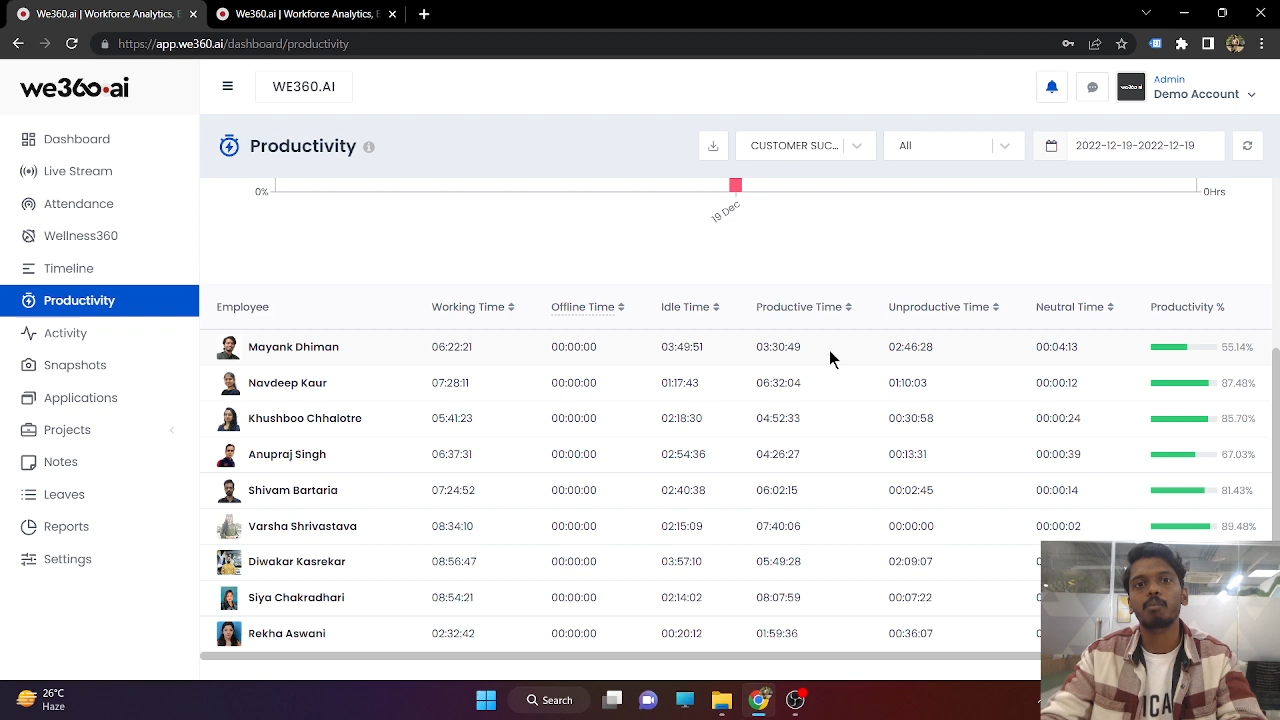 We360.ai | Workforce Analytics, E
We360.ai | Workforce Analytics, E
https://app.we360.ai/dashboard/productivity
we360.ai
WE360.AI
Admin
Demo Account
Dashboard
Live Stream
Attendance
Wellness360
Timeline
Productivity
Activity
Snapshots
Applications
Projects
Notes
Leaves
Reports
Settings
Productivity
CUSTOMER SUC...
All
2022-12-19-2022-12-19
0%
0Hrs
19 Dec
Employee Working Time Offline Time Idle Time Productive Time Unproductive Time Neutral Time Productivity %
Mayank Dhiman 06:22:21 00:00:00 03:49:51 03:30:49 02:46:28 00:04:13 55.14%
Navdeep Kaur 07:28:11 00:00:00 01:17:43 06:32:04 01:10:03 00:00:12 87.48%
Khushboo Chhalotre 05:41:23 00:00:00 02:18:30 04:52:33 00:30:58 00:00:24 85.70%
Anupraj Singh 06:37:31 00:00:00 02:54:36 04:26:27 00:13:31 00:00:39 67.03%
Shivam Bartaria 07:24:52 00:00:00 02:40:38 06:02:15 00:02:45 00:00:14 81.43%
Varsha Shrivastava 08:34:10 00:00:00 02:15:09 07:40:06 00:00:00 00:00:02 89.48%
Diwakar Kasrekar 08:56:47 00:00:00 03:57:10 05:49:28 02:09:07
Siya Chakradhari 08:54:21 00:00:00 02:14:02 08:07:59 00:07:22
Rekha Aswani 02:32:42 00:00:00 00:20:12 01:59:36
26°C
Haze
Search